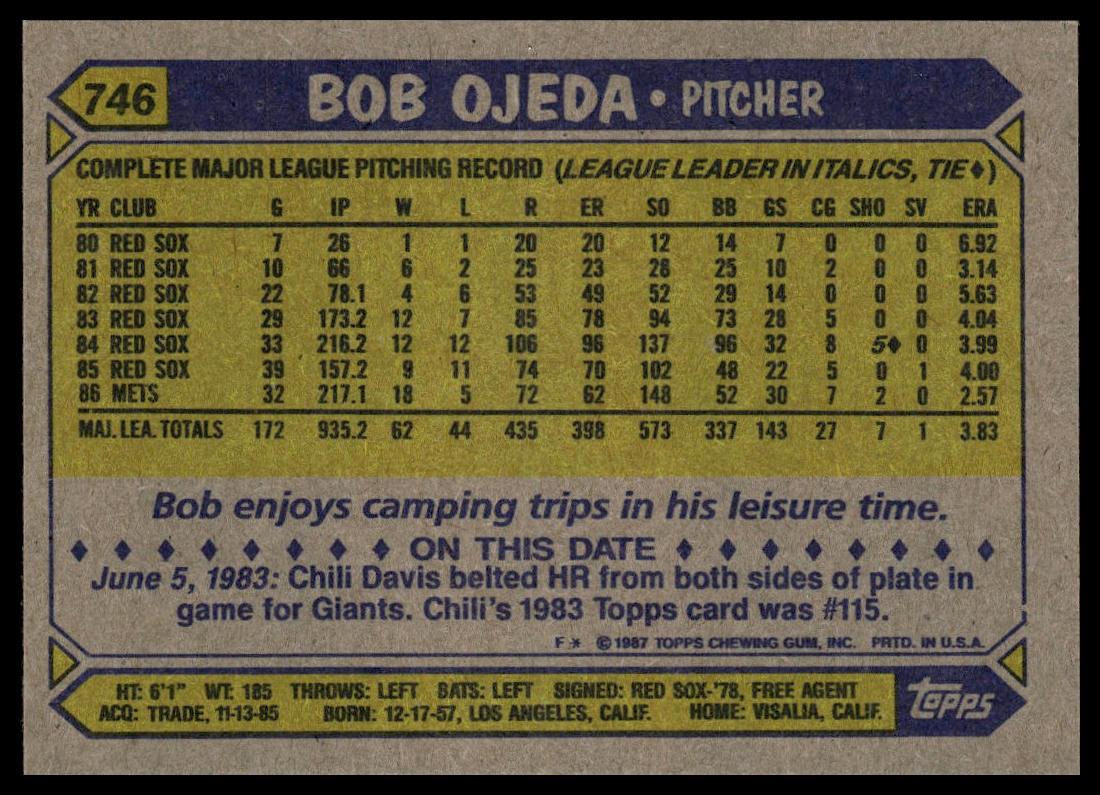 746 BOB OJEDA • PITCHER
COMPLETE MAJOR LEAGUE PITCHING RECORD (LEAGUE LEADER IN ITALICS, TIE♦)
YR CLUB G IP W L R ER SO BB GS CG SHO SV ERA
80 RED SOX 7 26 1 1 20 20 12 14 7 0 0 0 6.92
81 RED SOX 10 66 6 2 25 23 28 25 10 2 0 0 3.14
82 RED SOX 22 78.1 4 6 53 49 52 29 14 0 0 0 5.63
83 RED SOX 29 173.2 12 7 85 78 94 73 28 5 0 0 4.04
84 RED SOX 33 216.2 12 12 106 96 137 96 32 8 5♦ 0 3.99
85 RED SOX 39 157.2 9 11 74 70 102 48 22 5 0 1 4.00
86 METS 32 217.1 18 5 72 62 148 52 30 7 2 0 2.57
MAJ. LEA. TOTALS 172 935.2 62 44 435 398 573 337 143 27 7 1 3.83
Bob enjoys camping trips in his leisure time.
♦ ♦ ♦ ♦ ♦ ♦ ♦ ♦ ON THIS DATE ♦ ♦ ♦ ♦ ♦ ♦ ♦ ♦
June 5, 1983: Chili Davis belted HR from both sides of plate in
game for Giants. Chili's 1983 Topps card was #115.
F * © 1987 TOPPS CHEWING GUM, INC. PRTD. IN U.S.A.
HT: 6'1" WT: 185 THROWS: LEFT BATS: LEFT SIGNED: RED SOX-'78, FREE AGENT
ACQ: TRADE, 11-13-85 BORN: 12-17-57, LOS ANGELES, CALIF. HOME: VISALIA, CALIF.
topps